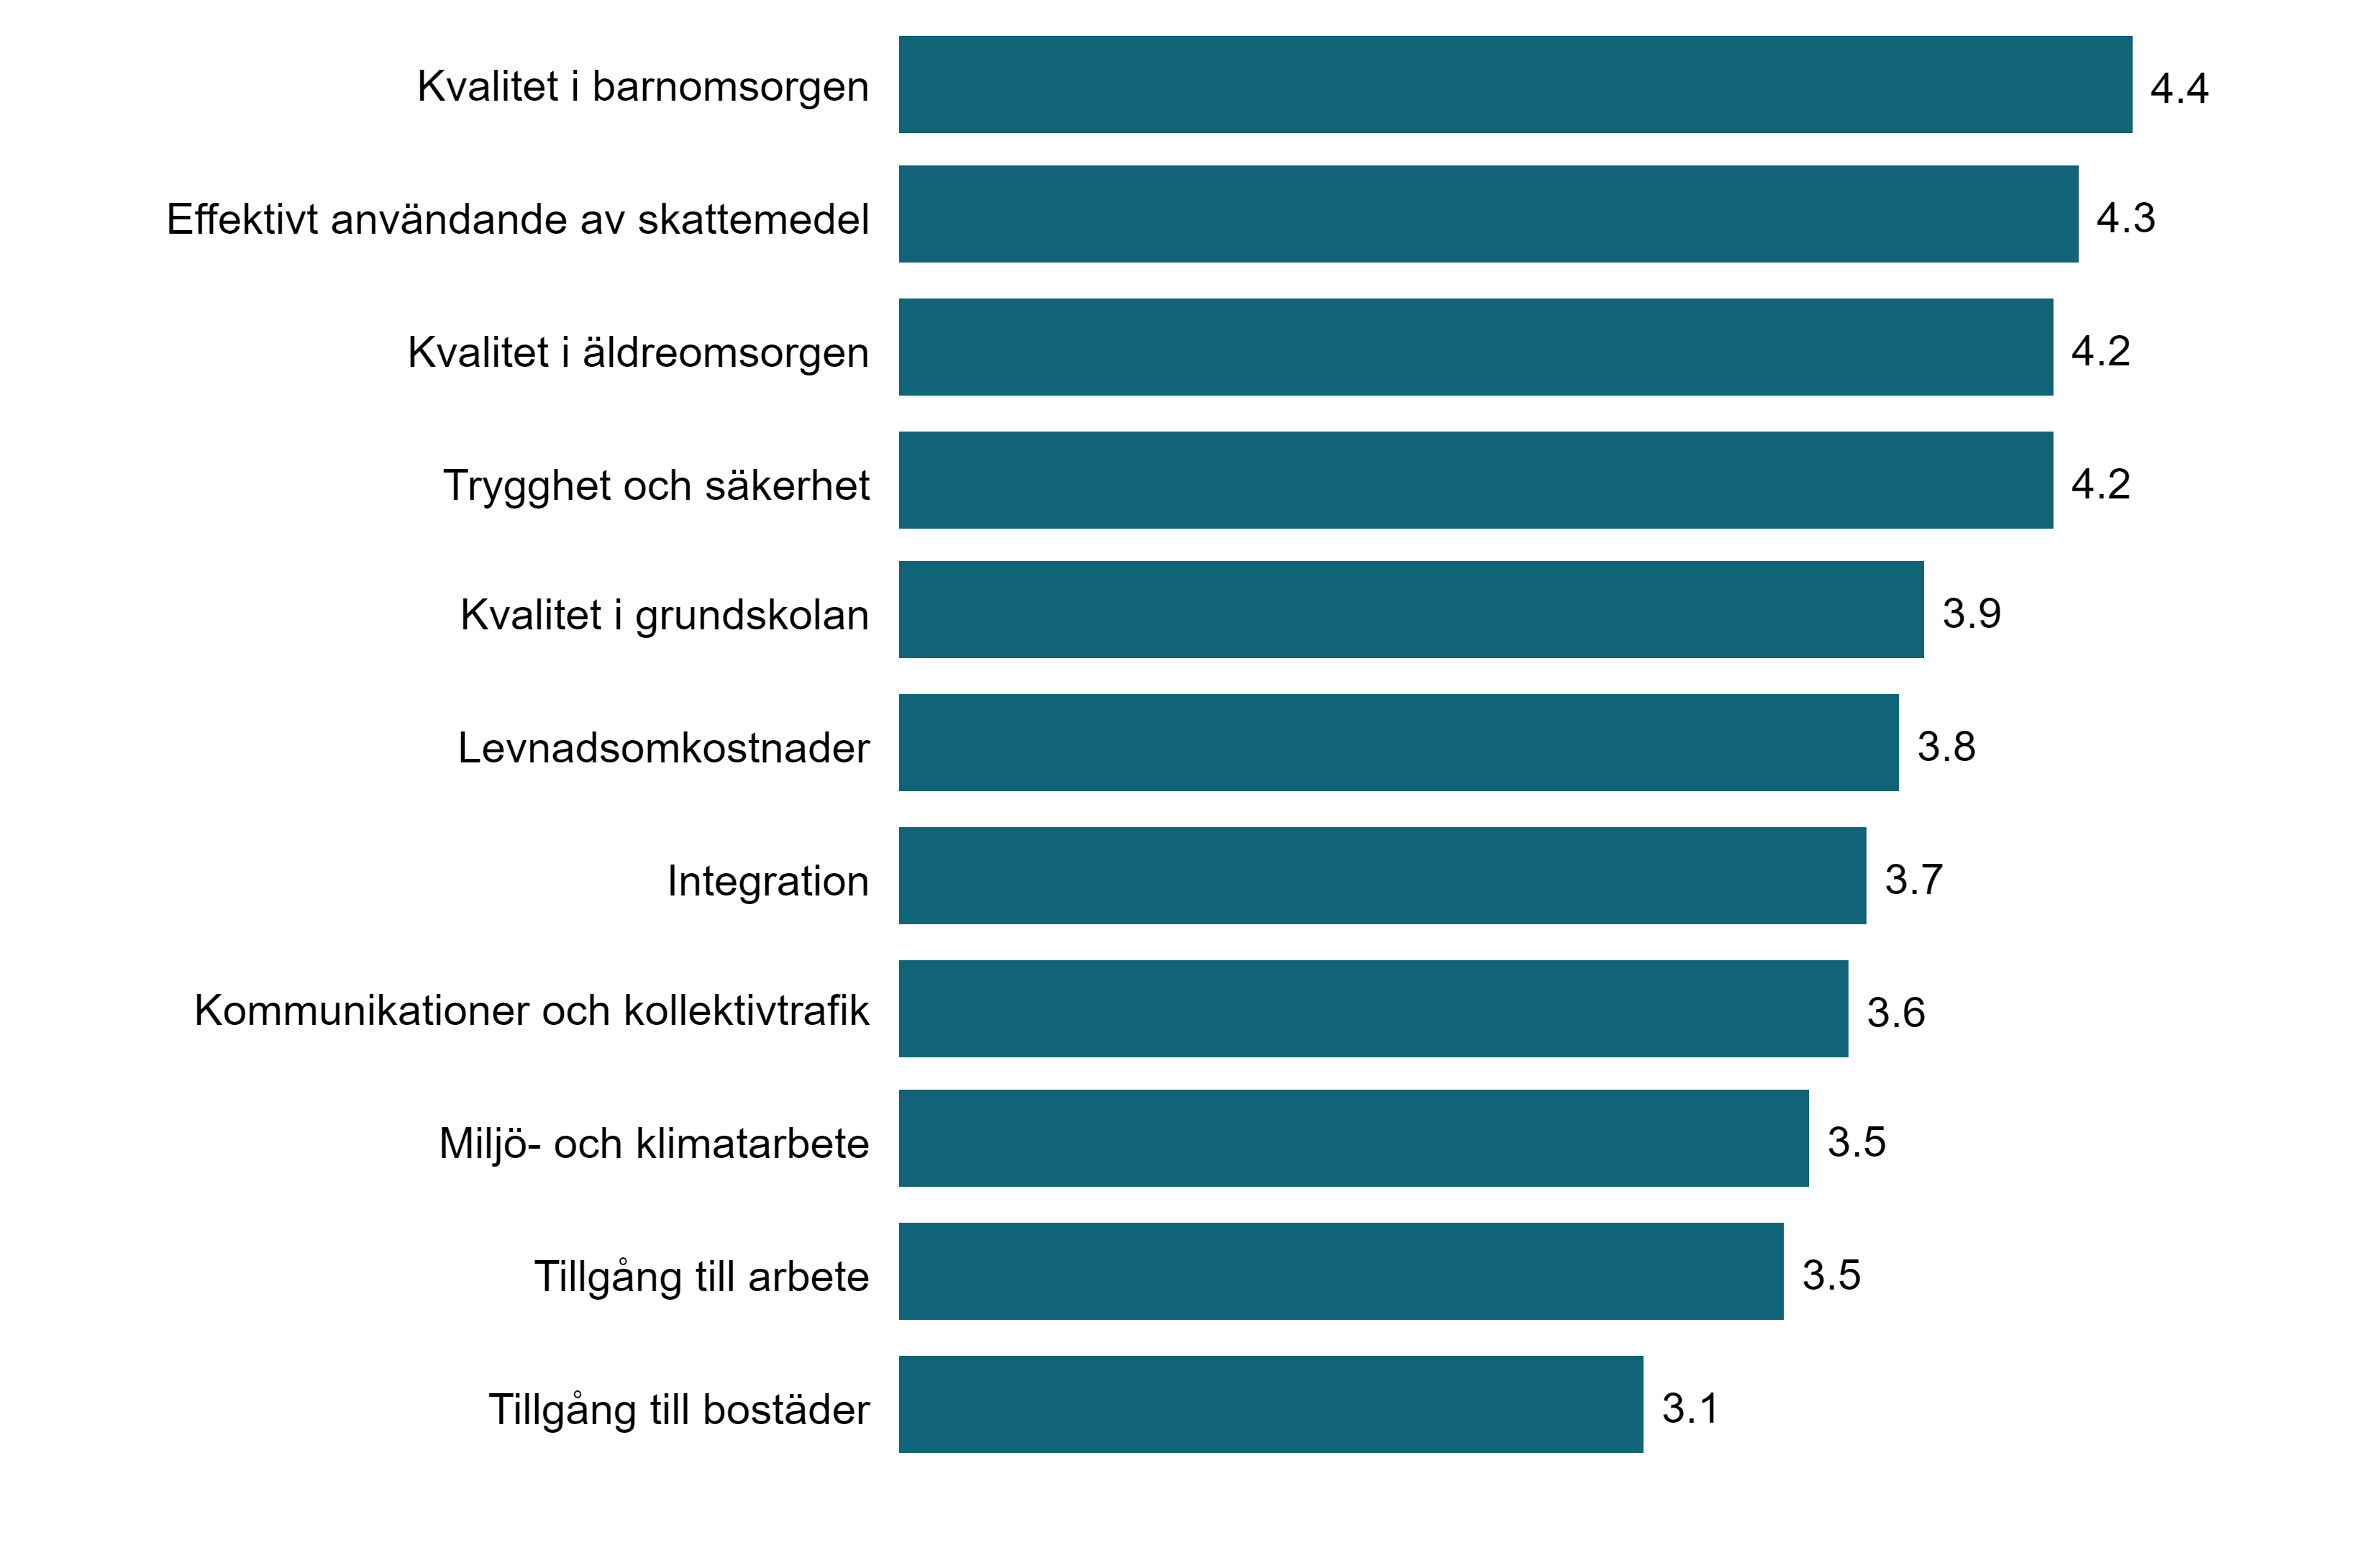 Kvalitet i barnomsorgen 4.4
Effektivt användande av skattemedel 4.3
Kvalitet i äldreomsorgen 4.2
Trygghet och säkerhet 4.2
Kvalitet i grundskolan 3.9
Levnadsomkostnader 3.8
Integration 3.7
Kommunikationer och kollektivtrafik 3.6
Miljö- och klimatarbete 3.5
Tillgång till arbete 3.5
Tillgång till bostäder 3.1